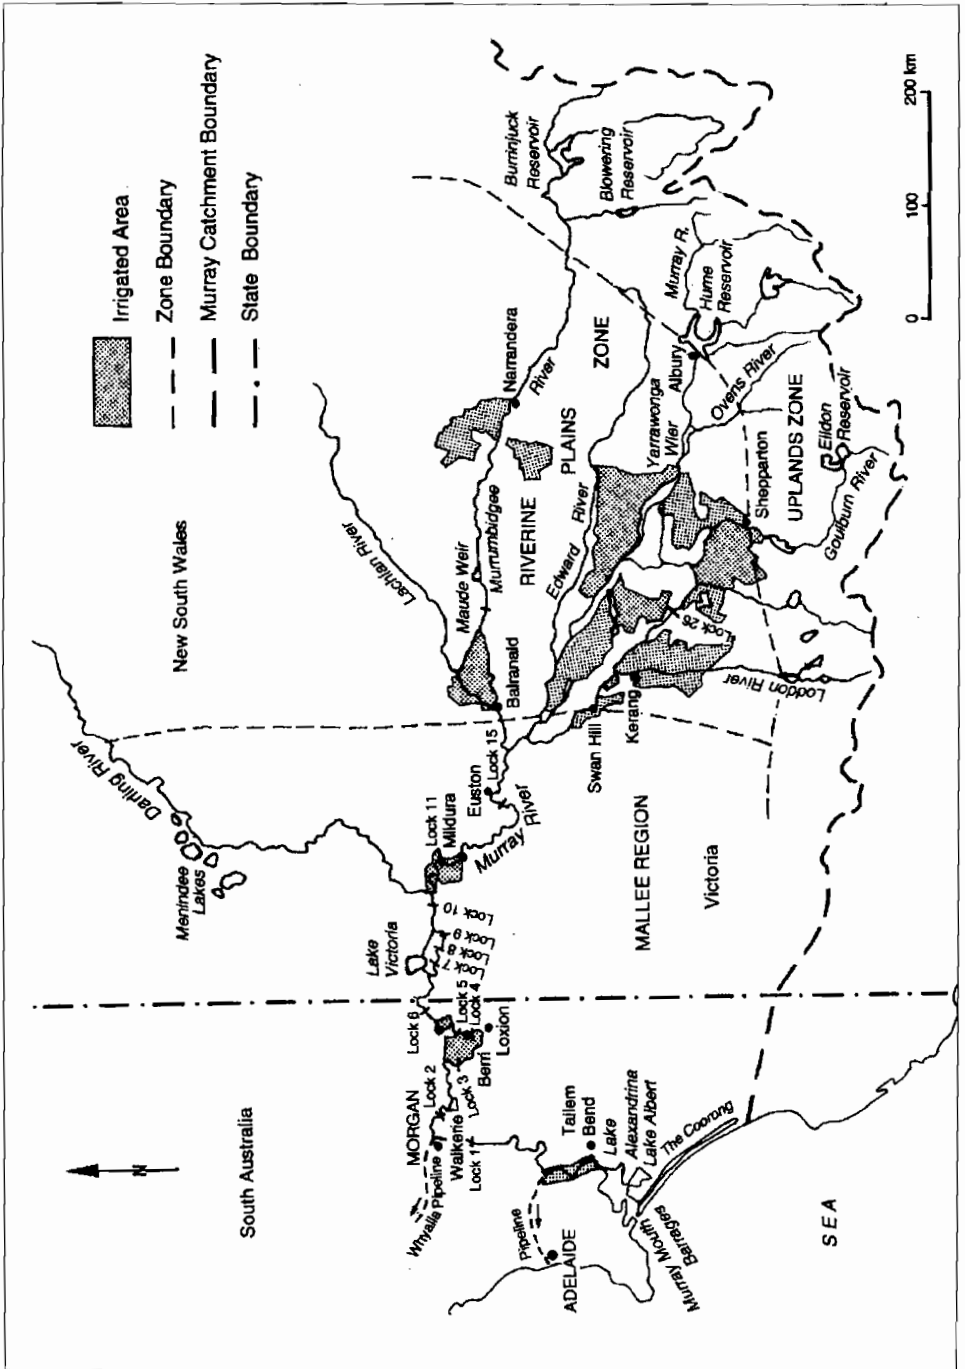 Irrigated Area
Zone Boundary
Murray Catchment Boundary
State Boundary
New South Wales
South Australia
N
Darling River
Menindee
Lakes
Lachlan River
Maude Weir
Murrumbidgee
River
Narrandera
Burrinjuck
Reservoir
Blowering
Reservoir
Murray R.
Hume
Reservoir
Albury
Ovens River
RIVERINE
PLAINS
ZONE
Edward
River
Yarrawonga
Wier
Balranald
Lock 15
Euston
Lock 11
Mildura
Murray River
Lock 10
Lock 9
Lock 8
Lock 7
Lake
Victoria
Lock 6
Lock 5
Lock 4
Loxion
Berri
Lock 3
Lock 2
MORGAN
Walkerie
Lock 1
Whyalla Pipeline
Pipeline
ADELAIDE
Tailem
Bend
Lake
Alexandrina
Lake Albert
The Coorong
Murray Mouth
Barrages
SEA
MALLEE REGION
Victoria
Swan Hill
Kerang
Loddon River
Lock 26
Shepparton
UPLANDS ZONE
Eildon
Reservoir
Goulburn River
0
100
200 km